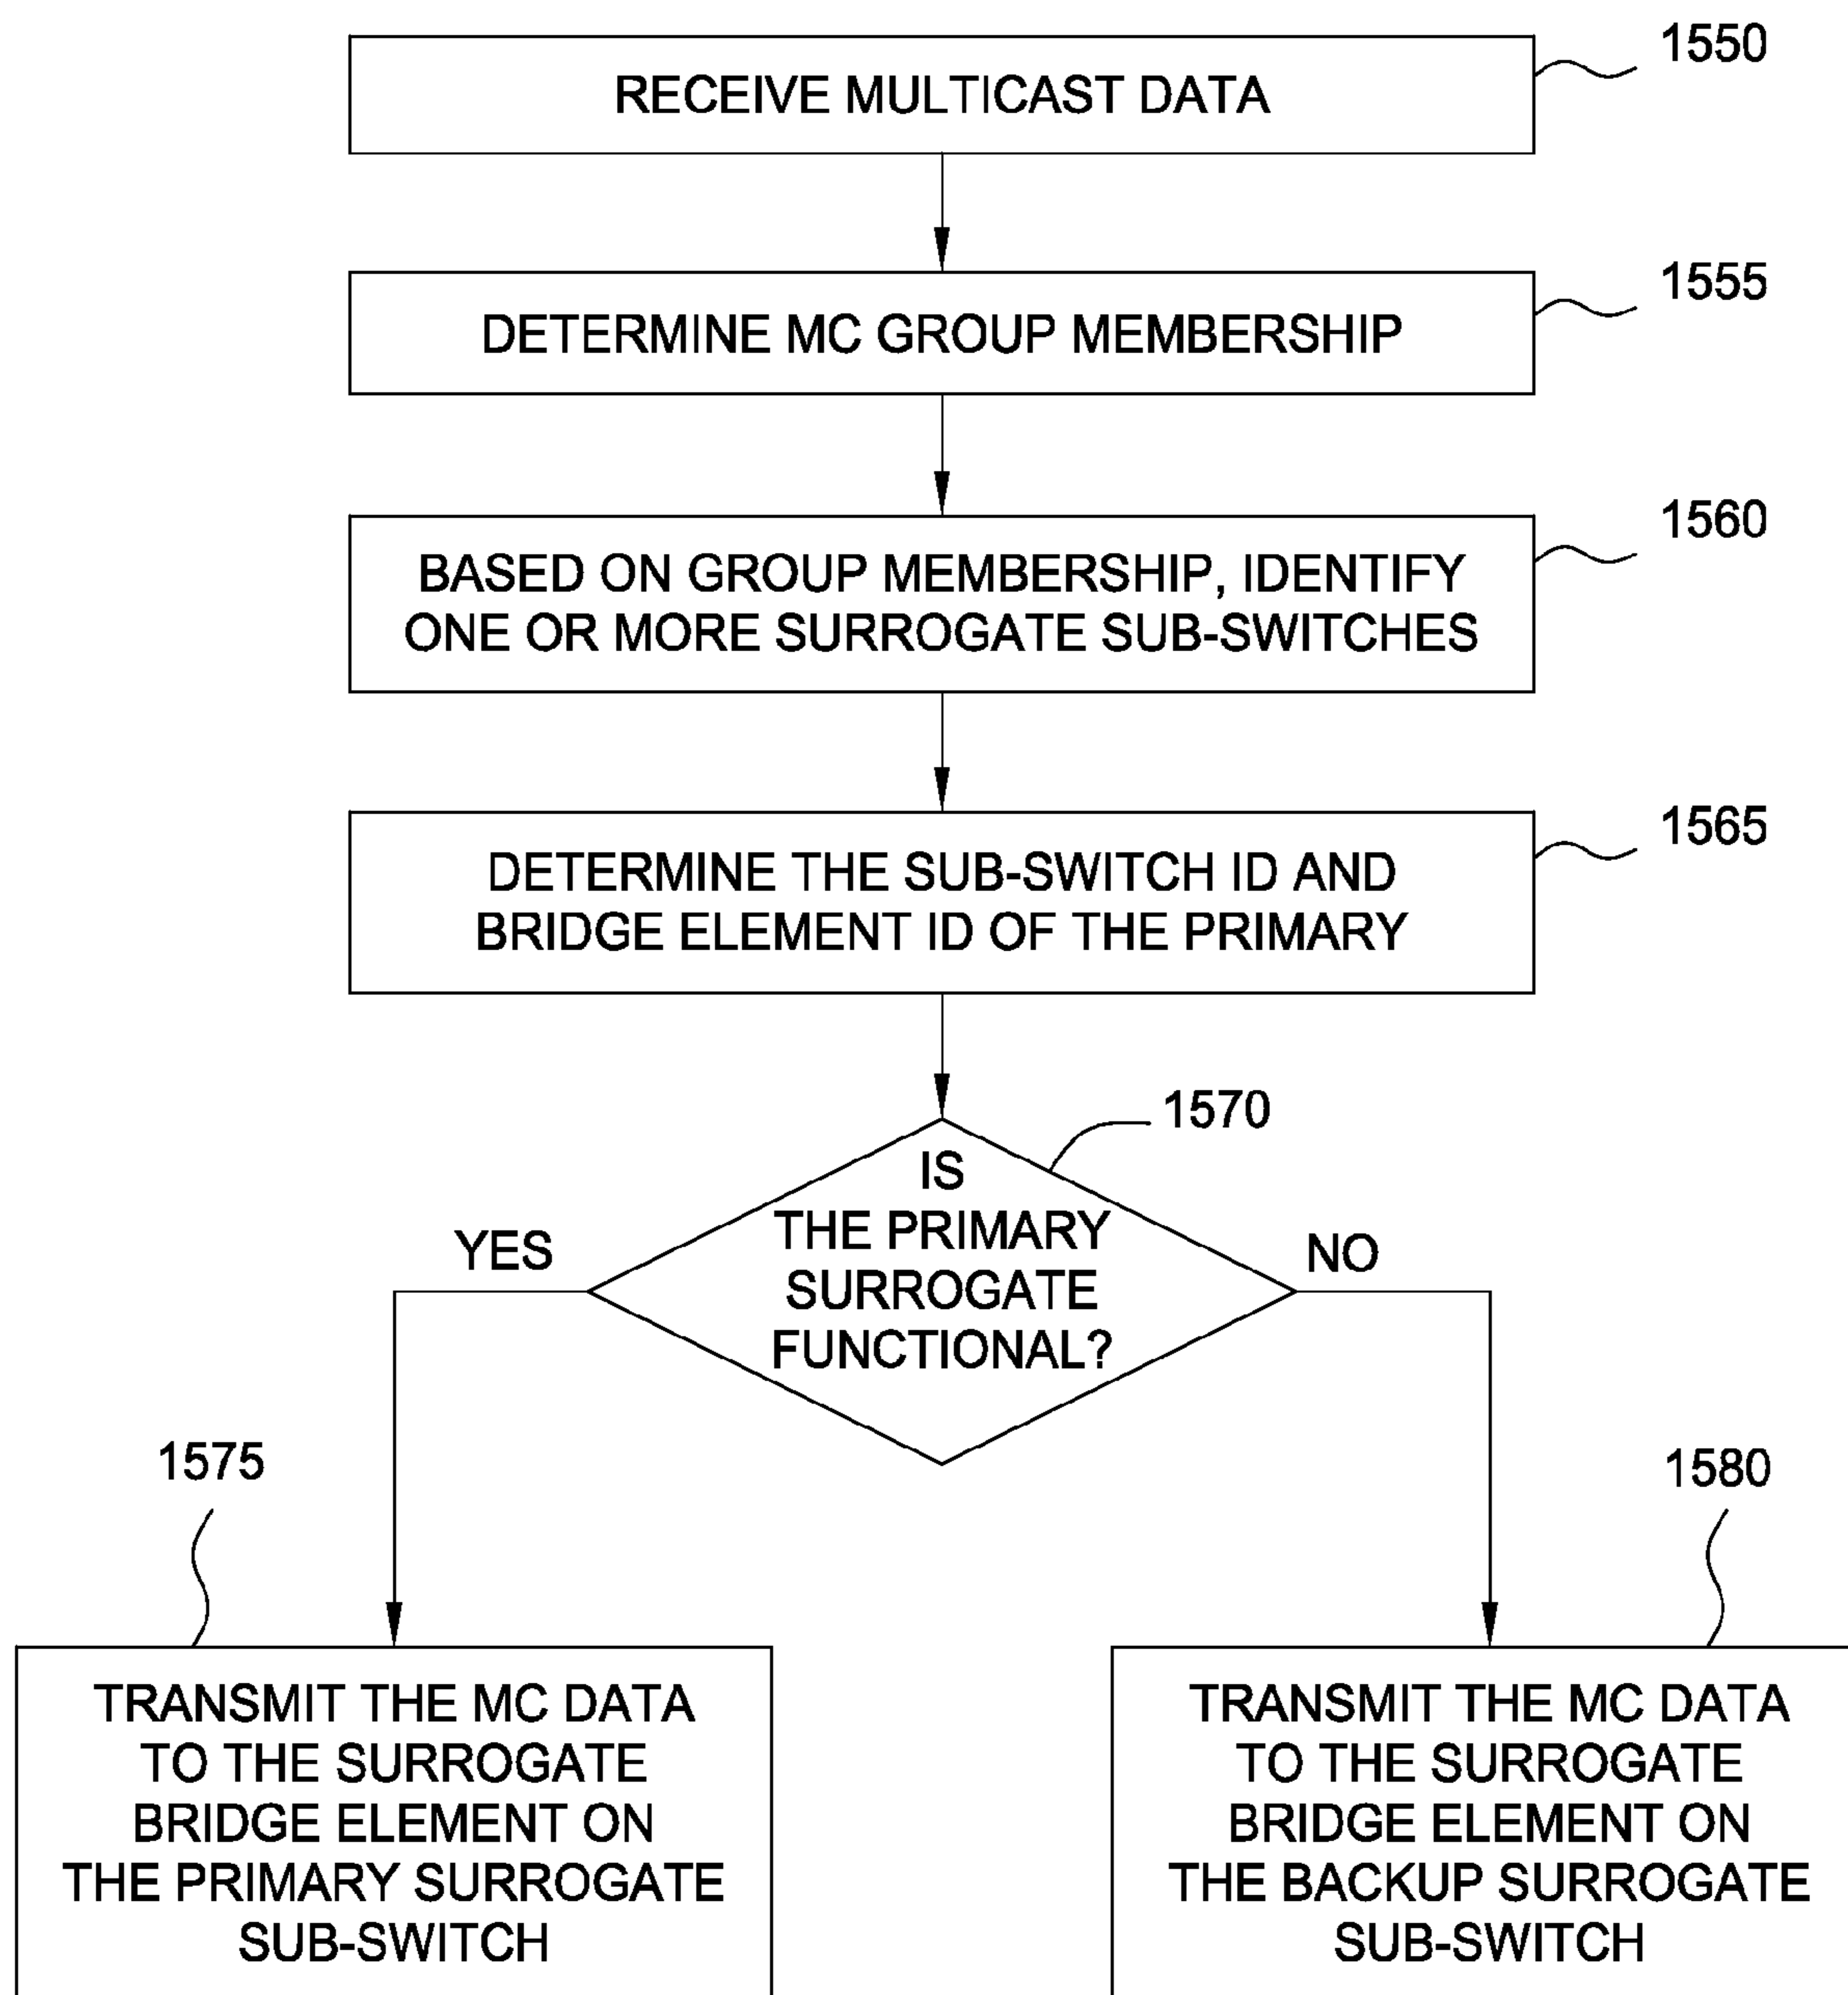 1550
RECEIVE MULTICAST DATA
1555
DETERMINE MC GROUP MEMBERSHIP
1560
BASED ON GROUP MEMBERSHIP, IDENTIFY
ONE OR MORE SURROGATE SUB-SWITCHES
1565
DETERMINE THE SUB-SWITCH ID AND
BRIDGE ELEMENT ID OF THE PRIMARY
1570
IS
THE PRIMARY
SURROGATE
FUNCTIONAL?
YES
NO
1575
TRANSMIT THE MC DATA
TO THE SURROGATE
BRIDGE ELEMENT ON
THE PRIMARY SURROGATE
SUB-SWITCH
1580
TRANSMIT THE MC DATA
TO THE SURROGATE
BRIDGE ELEMENT ON
THE BACKUP SURROGATE
SUB-SWITCH